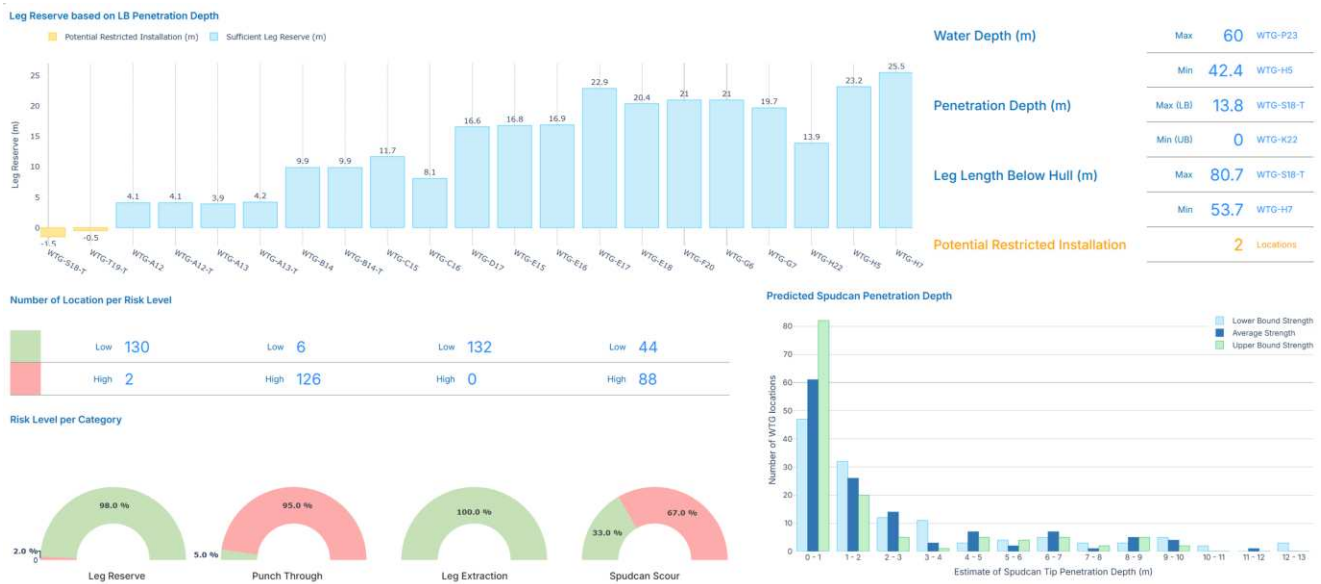 Leg Reserve based on LB Penetration Depth
Potential Restricted Installation (m) Sufficient Leg Reserve (m)
Leg Reserve (m)
25
20
15
10
5
0
-1.5 -0.5 4.1 4.1 3.9 4.2 9.9 9.9 11.7 8.1 16.6 16.8 16.9 22.9 20.4 21 21 19.7 13.9 23.2 25.5
WTG-S18-T WTG-T19-T WTG-A12 WTG-A12-T WTG-A13 WTG-A13-T WTG-B14 WTG-B14-T WTG-C15 WTG-C16 WTG-D17 WTG-E15 WTG-E16 WTG-E17 WTG-E18 WTG-F20 WTG-G6 WTG-G7 WTG-H22 WTG-H5 WTG-H7
Water Depth (m) Max 60 WTG-P23
Min 42.4 WTG-H5
Penetration Depth (m) Max (LB) 13.8 WTG-S18-T
Min (UB) 0 WTG-K22
Leg Length Below Hull (m) Max 80.7 WTG-S18-T
Min 53.7 WTG-H7
Potential Restricted Installation 2 Locations
Number of Location per Risk Level
Low 130 Low 6 Low 132 Low 44
High 2 High 126 High 0 High 88
Risk Level per Category
98.0 %
2.0 %
0
Leg Reserve
95.0 %
5.0 %
Punch Through
100.0 %
Leg Extraction
33.0 %
67.0 %
Spudcan Scour
Predicted Spudcan Penetration Depth
Lower Bound Strength
Average Strength
Upper Bound Strength
Number of WTG locations
80
70
60
50
40
30
20
10
0
0 - 1 1 - 2 2 - 3 3 - 4 4 - 5 5 - 6 6 - 7 7 - 8 8 - 9 9 - 10 10 - 11 11 - 12 12 - 13
Estimate of Spudcan Tip Penetration Depth (m)